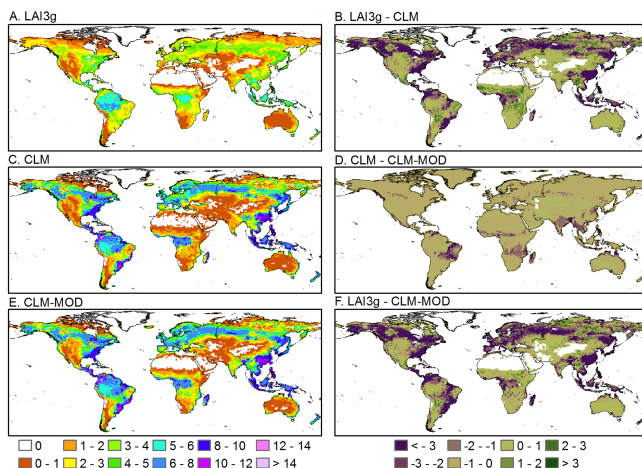 A. LAI3g
B. LAI3g - CLM
C. CLM
D. CLM - CLM-MOD
E. CLM-MOD
F. LAI3g - CLM-MOD
0 1 - 2 3 - 4 5 - 6 8 - 10 12 - 14
0 - 1 2 - 3 4 - 5 6 - 8 10 - 12 > 14
< - 3 -2 - -1 0 - 1 2 - 3
-3 - -2 -1 - 0 1 - 2 > 3